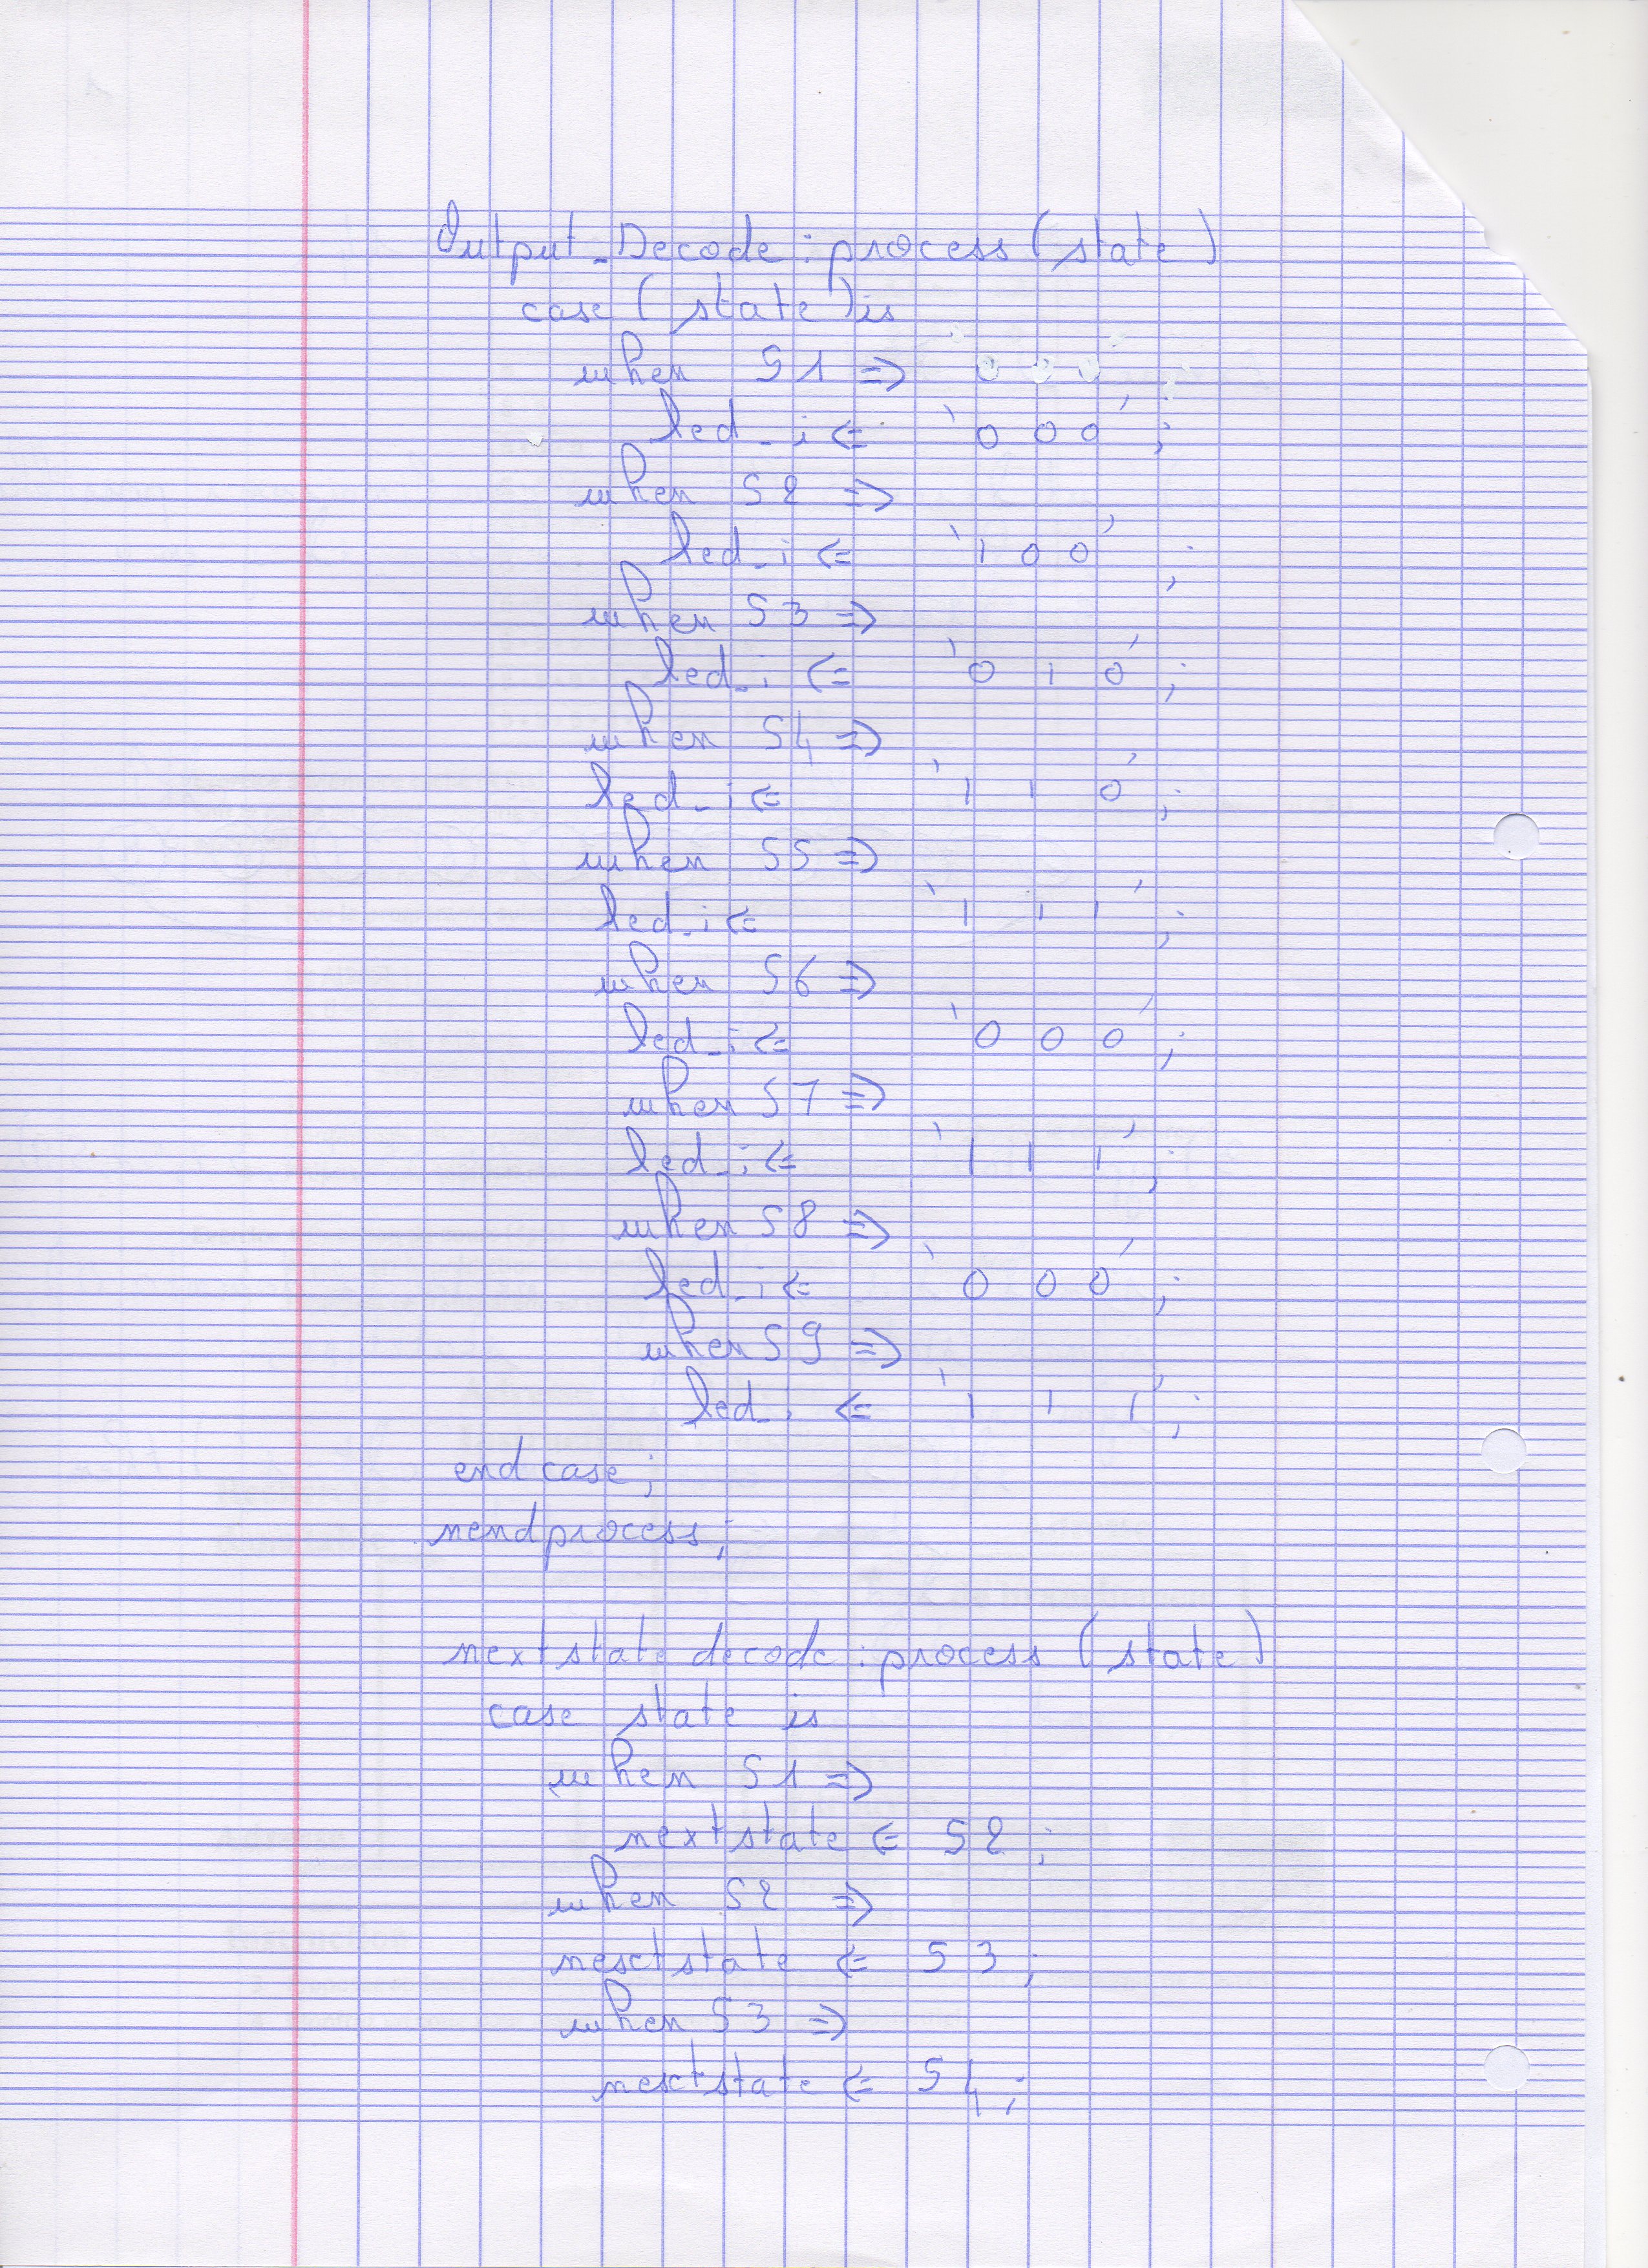 Output_Decode : process (state)
case (state) is
when S1 => 000
led_i <= '000' ;
when S2 =>
led_i <= '100' ;
when S3 =>
led_i <= '010' ;
when S4 =>
led_i <= '110' ;
when S5 =>
led_i <= '111' ;
when S6 =>
led_i <= '000' ;
when S7 =>
led_i <= '111' ;
when S8 =>
led_i <= '000' ;
when S9 =>
led_i <= '111' ;
end case ;
nendprocess ;
nextstate decode : process (state)
case state is
when S1 =>
nextstate <= S2 ;
when S2 =>
nextstate <= S3 ;
when S3 =>
nextstate <= S4 ;